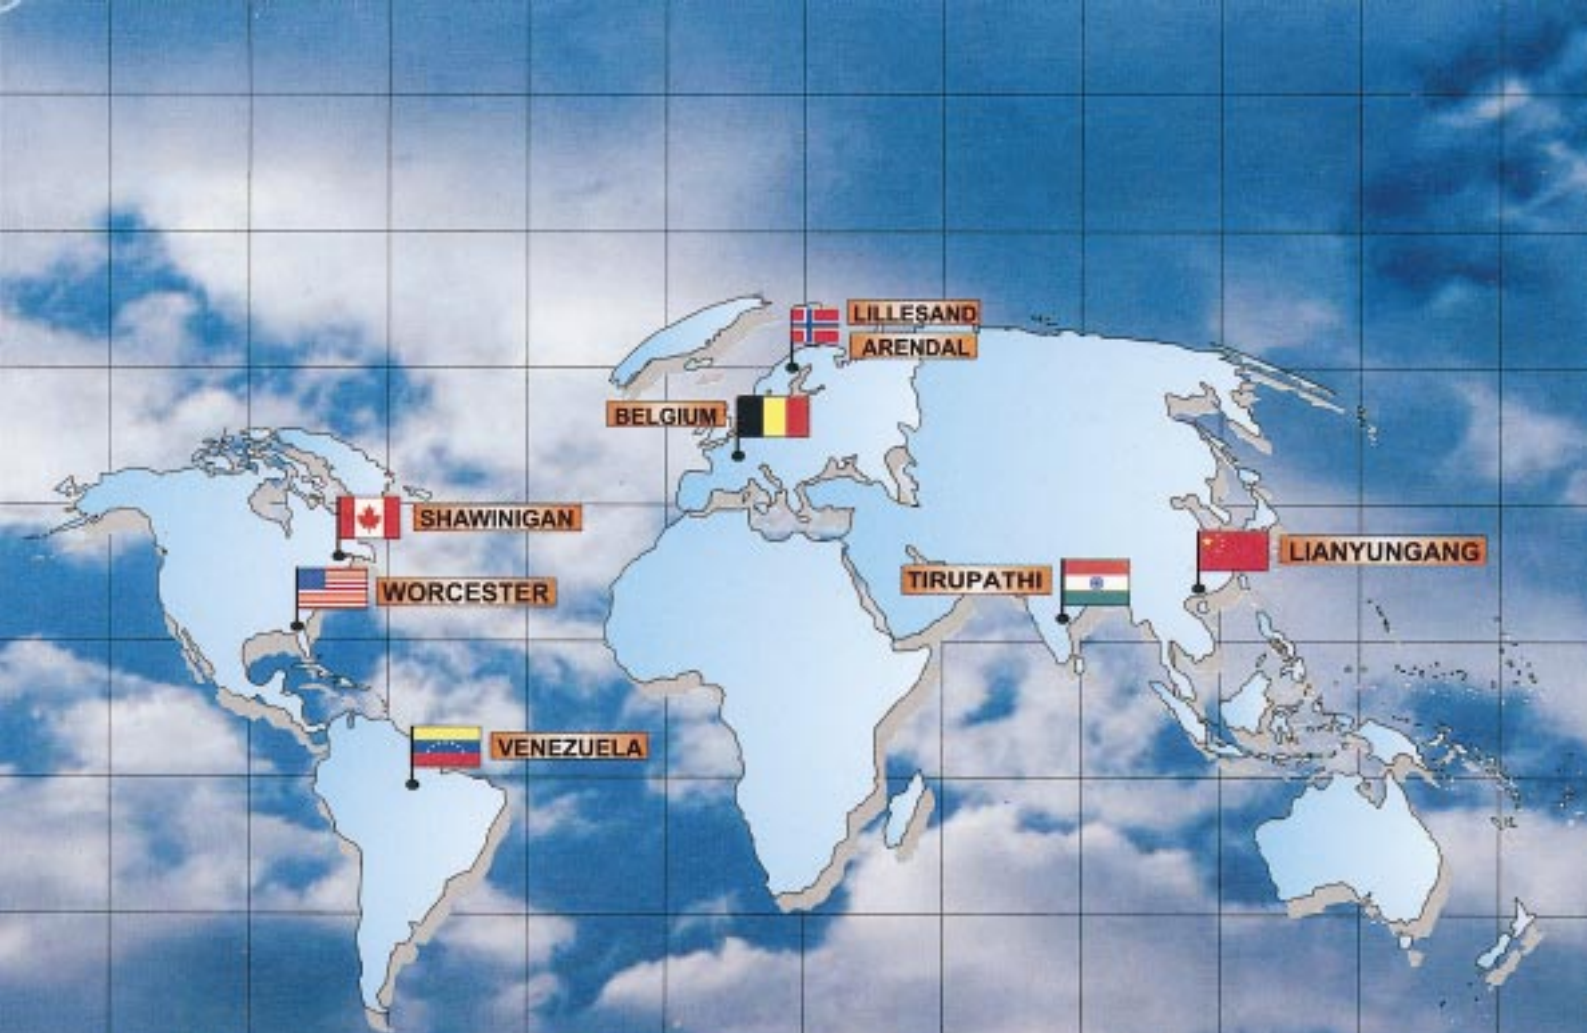 LILLESAND
ARENDAL
BELGIUM
SHAWINIGAN
LIANYUNGANG
TIRUPATHI
WORCESTER
VENEZUELA